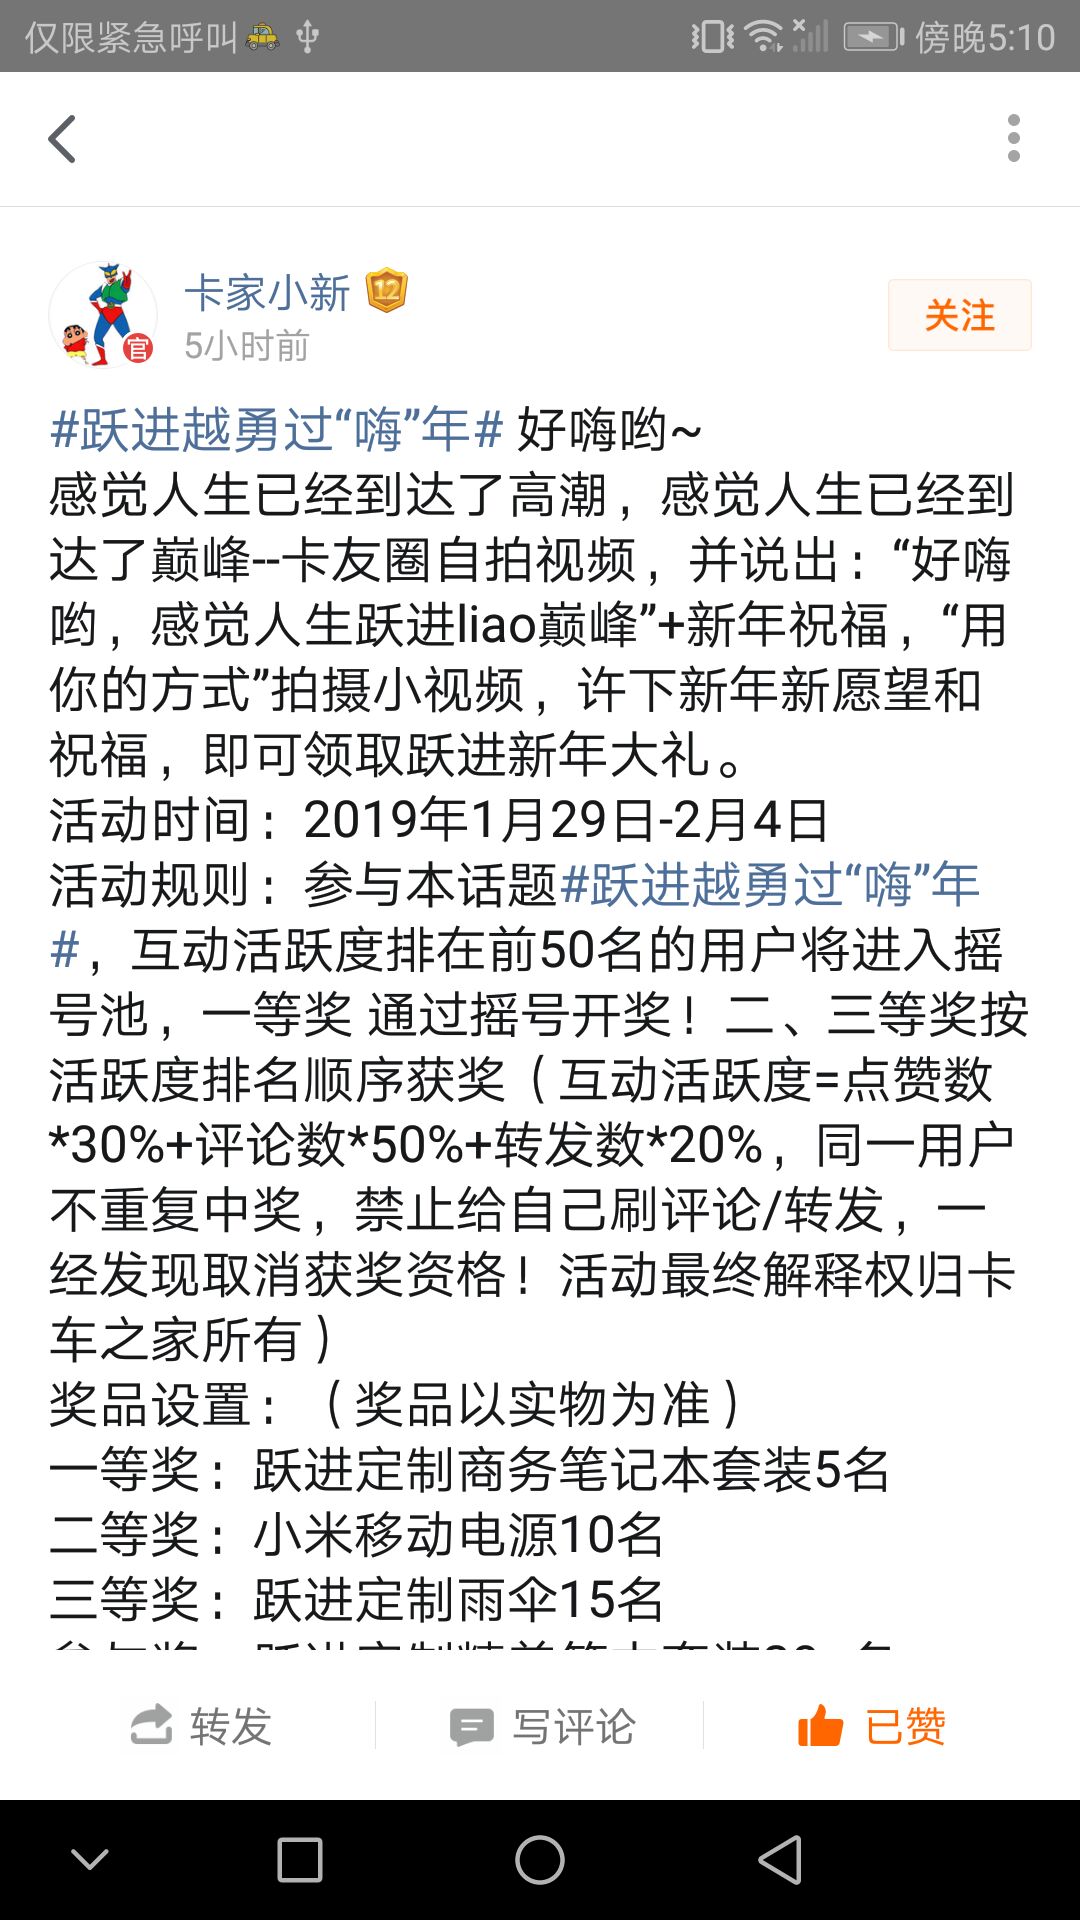 仅限紧急呼叫
傍晚5:10
卡家小新
12
官
5小时前
关注
#跃进越勇过“嗨”年# 好嗨哟~
感觉人生已经到达了高潮，感觉人生已经到
达了巅峰--卡友圈自拍视频，并说出：“好嗨
哟，感觉人生跃进liao巅峰”+新年祝福，“用
你的方式”拍摄小视频，许下新年新愿望和
祝福，即可领取跃进新年大礼。
活动时间：2019年1月29日-2月4日
活动规则：参与本话题#跃进越勇过“嗨”年
#，互动活跃度排在前50名的用户将进入摇
号池，一等奖 通过摇号开奖！二、三等奖按
活跃度排名顺序获奖（互动活跃度=点赞数
*30%+评论数*50%+转发数*20%，同一用户
不重复中奖，禁止给自己刷评论/转发，一
经发现取消获奖资格！活动最终解释权归卡
车之家所有）
奖品设置：（奖品以实物为准）
一等奖：跃进定制商务笔记本套装5名
二等奖：小米移动电源10名
三等奖：跃进定制雨伞15名
转发
写评论
已赞